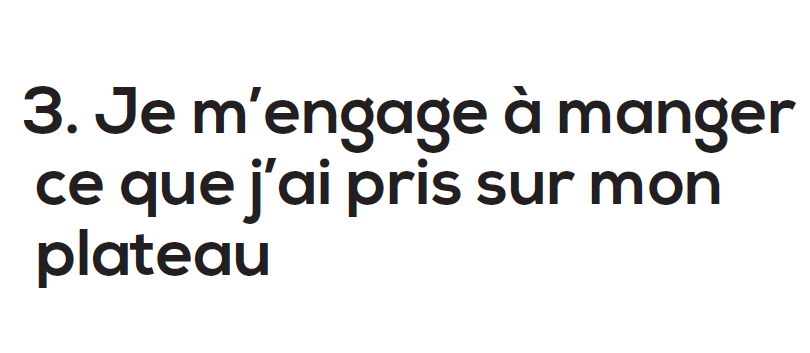 3. Je m’engage à manger
ce que j’ai pris sur mon
plateau